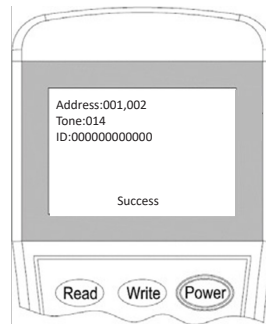 Address:001,002
Tone:014
ID:000000000000
Success
Read Write Power